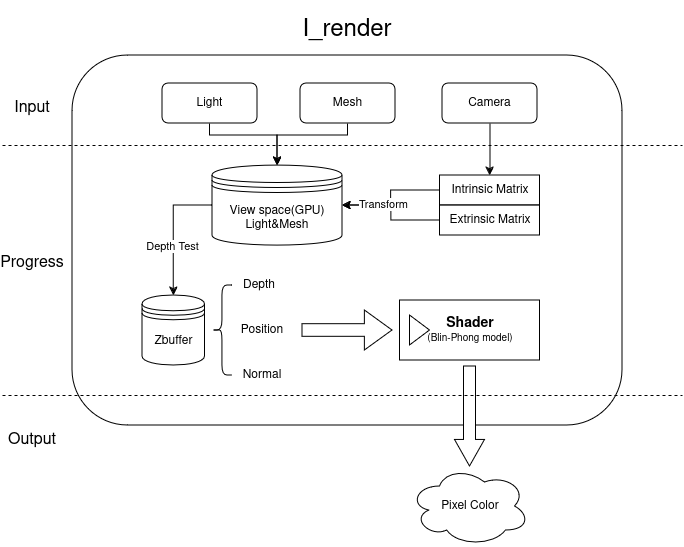 I_render
Input
Light
Mesh
Camera
View space(GPU)
Light&Mesh
Transform
Intrinsic Matrix
Extrinsic Matrix
Depth Test
Progress
Zbuffer
Depth
Position
Normal
Shader
(Blin-Phong model)
Output
Pixel Color